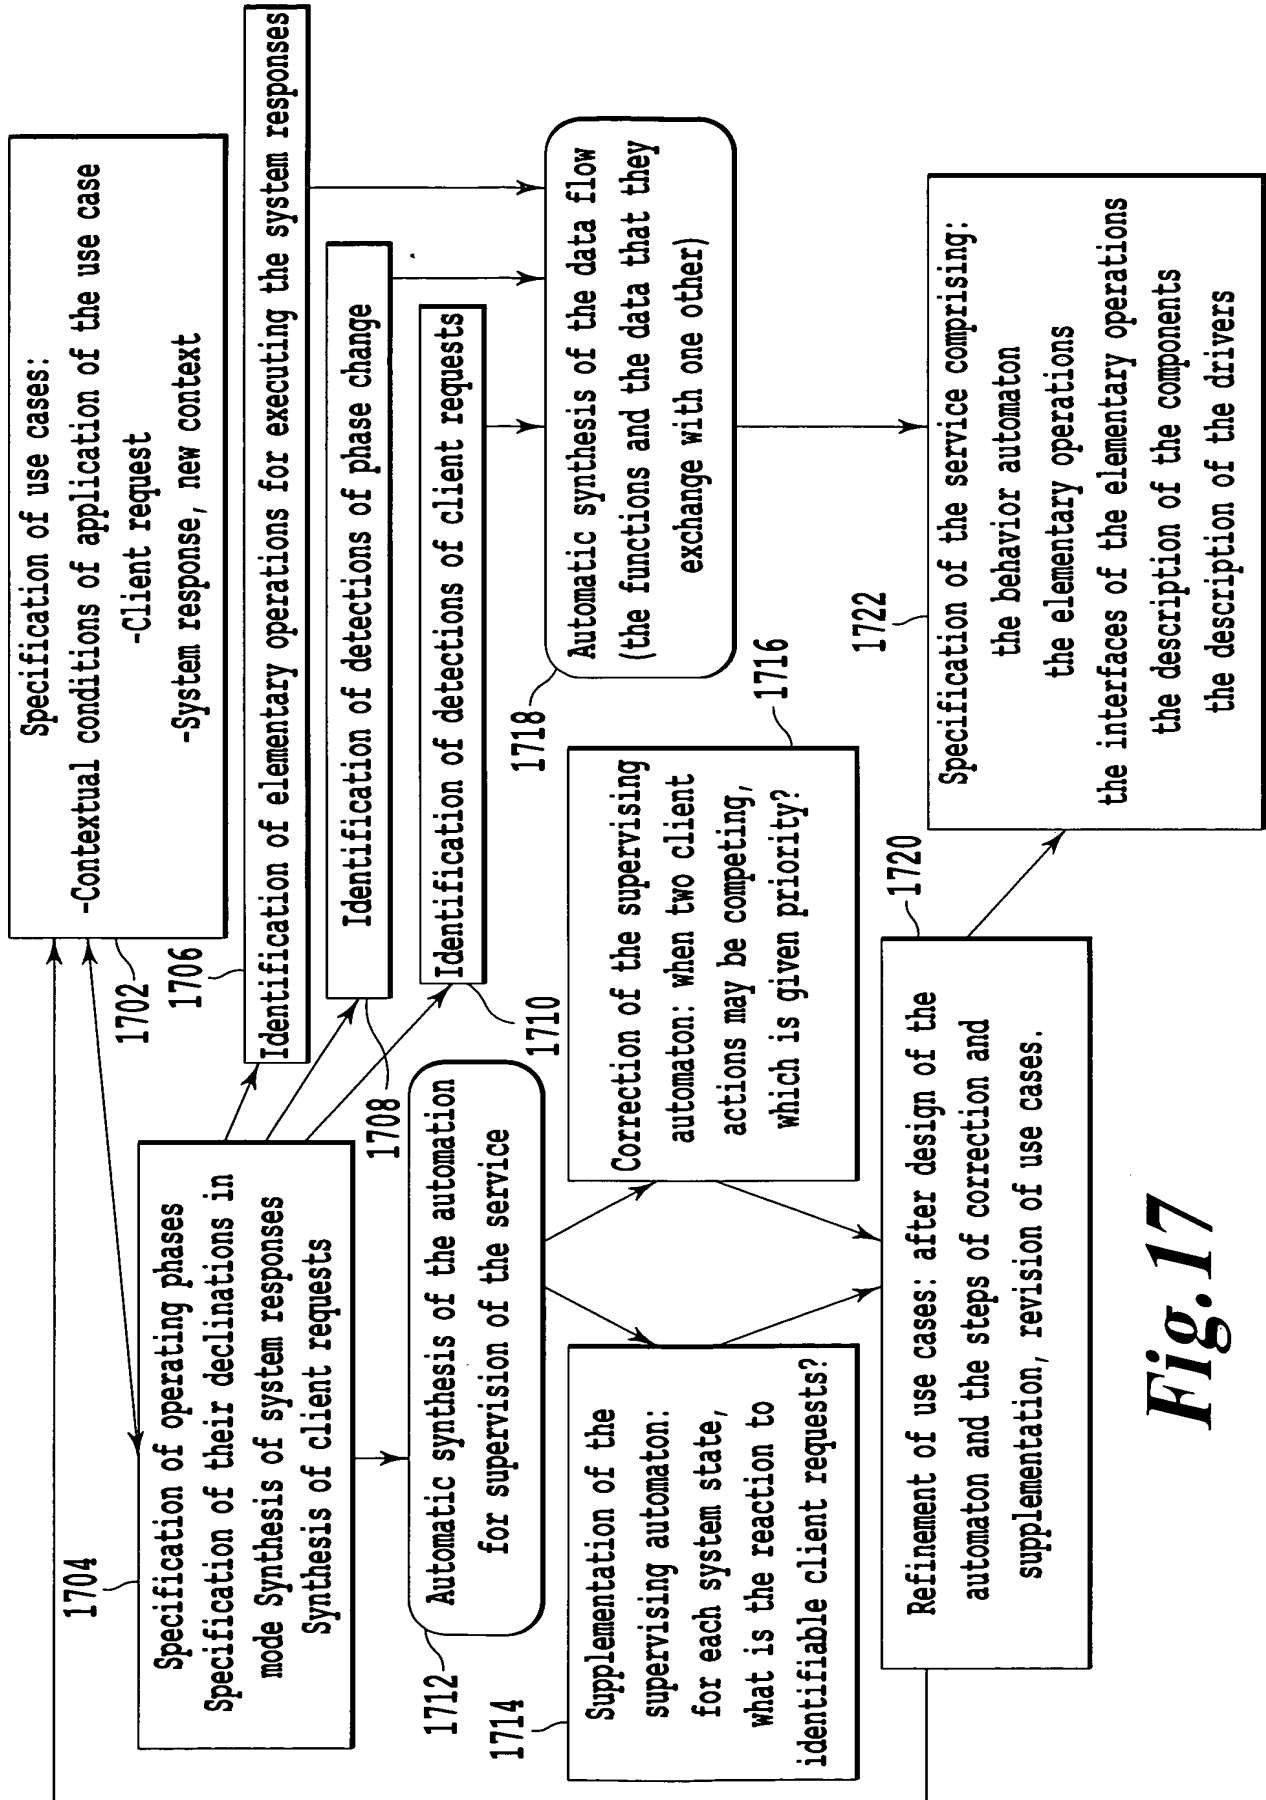 1702
Specification of use cases:
-Contextual conditions of application of the use case
-Client request
-System response, new context
1704
Specification of operating phases
Specification of their declinations in
mode Synthesis of system responses
Synthesis of client requests
1706
Identification of elementary operations for executing the system responses
1708
Identification of detections of phase change
1710
Identification of detections of client requests
1712
Automatic synthesis of the automation
for supervision of the service
1714
Supplementation of the
supervising automaton:
for each system state,
what is the reaction to
identifiable client requests?
1716
Correction of the supervising
automaton: when two client
actions may be competing,
which is given priority?
1718
Automatic synthesis of the data flow
(the functions and the data that they
exchange with one other)
1720
Refinement of use cases: after design of the
automaton and the steps of correction and
supplementation, revision of use cases.
1722
Specification of the service comprising:
the behavior automaton
the elementary operations
the interfaces of the elementary operations
the description of the components
the description of the drivers
Fig.17